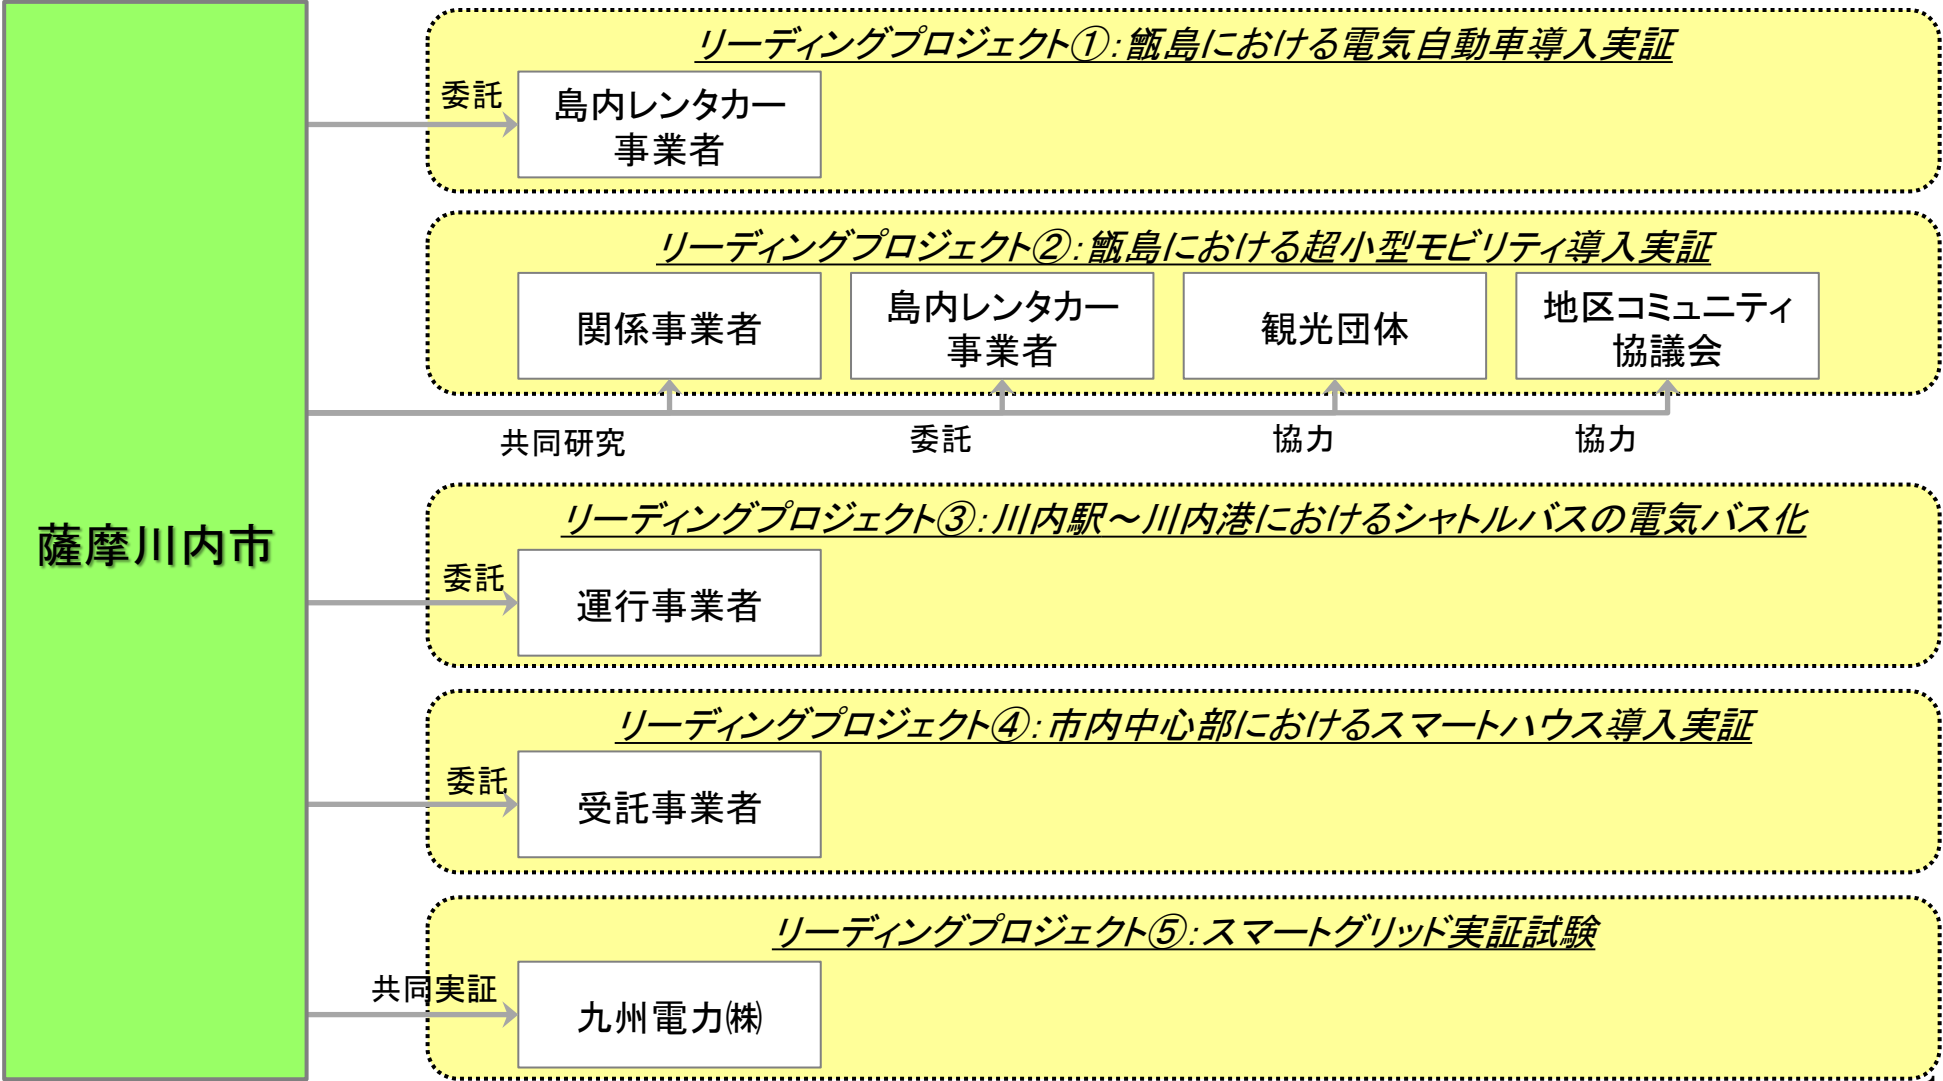 薩摩川内市
リーディングプロジェクト①：甑島における電気自動車導入実証
委託
島内レンタカー
事業者
リーディングプロジェクト②：甑島における超小型モビリティ導入実証
関係事業者
島内レンタカー
事業者
観光団体
地区コミュニティ
協議会
共同研究
委託
協力
協力
リーディングプロジェクト③：川内駅～川内港におけるシャトルバスの電気バス化
委託
運行事業者
リーディングプロジェクト④：市内中心部におけるスマートハウス導入実証
委託
受託事業者
リーディングプロジェクト⑤：スマートグリッド実証試験
共同実証
九州電力㈱